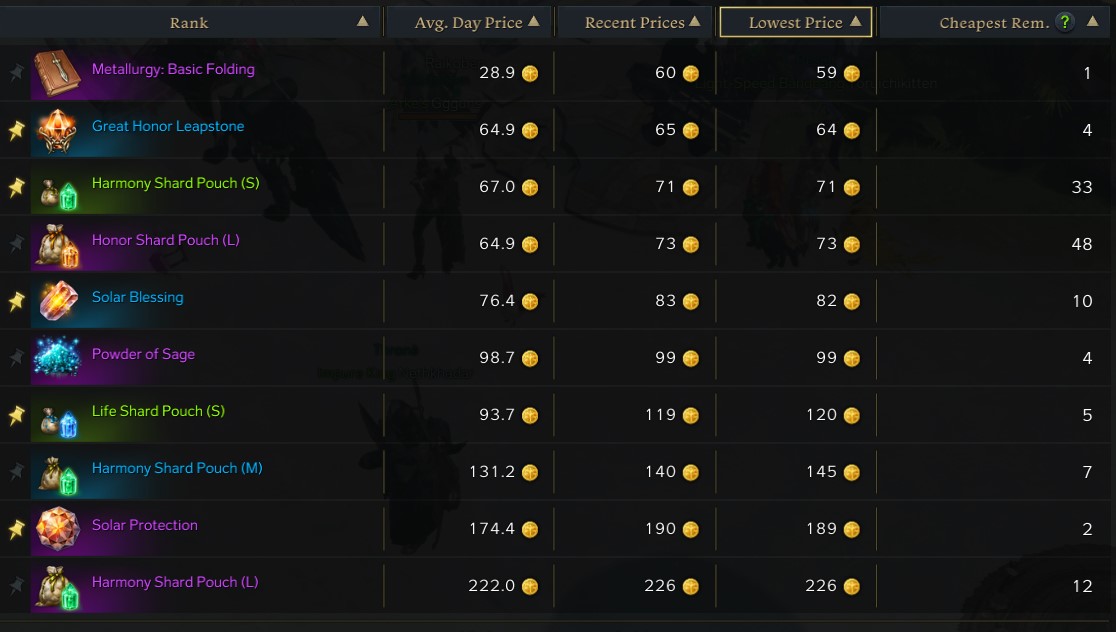 Rank ▲ Avg. Day Price ▲ Recent Prices ▲ Lowest Price ▲ Cheapest Rem. ? ▲
Metallurgy: Basic Folding 28.9 60 59 1
Great Honor Leapstone 64.9 65 64 4
Harmony Shard Pouch (S) 67.0 71 71 33
Honor Shard Pouch (L) 64.9 73 73 48
Solar Blessing 76.4 83 82 10
Powder of Sage 98.7 99 99 4
Life Shard Pouch (S) 93.7 119 120 5
Harmony Shard Pouch (M) 131.2 140 145 7
Solar Protection 174.4 190 189 2
Harmony Shard Pouch (L) 222.0 226 226 12